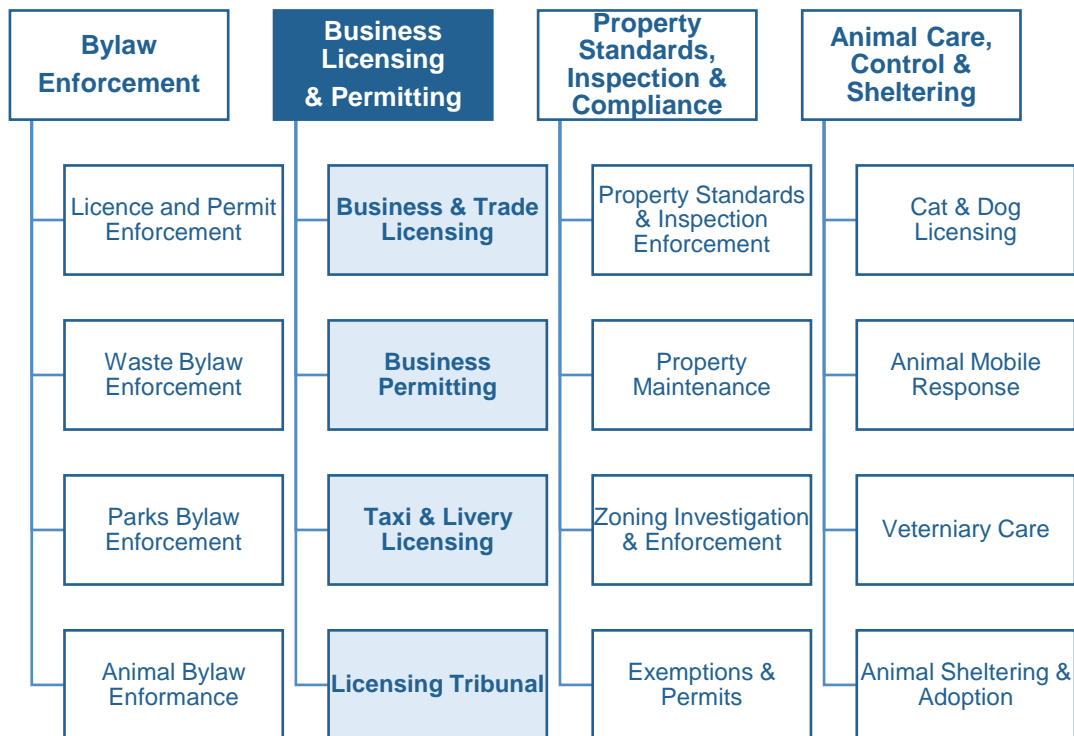 Bylaw
Enforcement
Business
Licensing
& Permitting
Property
Standards,
Inspection &
Compliance
Animal Care,
Control &
Sheltering
Licence and Permit
Enforcement
Business & Trade
Licensing
Property Standards
& Inspection
Enforcement
Cat & Dog
Licensing
Waste Bylaw
Enforcement
Business
Permitting
Property
Maintenance
Animal Mobile
Response
Parks Bylaw
Enforcement
Taxi & Livery
Licensing
Zoning Investigation
& Enforcement
Veterniary Care
Animal Bylaw
Enformance
Licensing Tribunal
Exemptions &
Permits
Animal Sheltering &
Adoption